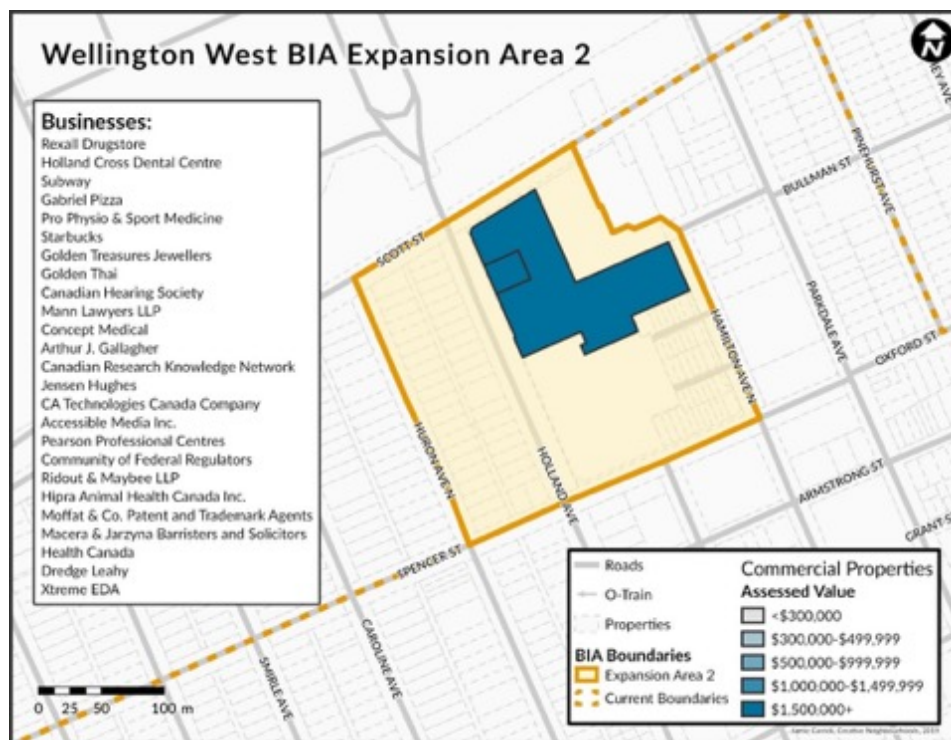 Wellington West BIA Expansion Area 2
N
Businesses:
Rexall Drugstore
Holland Cross Dental Centre
Subway
Gabriel Pizza
Pro Physio & Sport Medicine
Starbucks
Golden Treasures Jewellers
Golden Thai
Canadian Hearing Society
Mann Lawyers LLP
Concept Medical
Arthur J. Gallagher
Canadian Research Knowledge Network
Jensen Hughes
CA Technologies Canada Company
Accessible Media Inc.
Pearson Professional Centres
Community of Federal Regulators
Ridout & Maybee LLP
Hipra Animal Health Canada Inc.
Moffat & Co. Patent and Trademark Agents
Macera & Jarzyna Barristers and Solicitors
Health Canada
Dredge Leahy
Xtreme EDA
SCOTT ST
BULLMAN ST
PINEHURST AVE
PARKDALE AVE
OXFORD ST
HAMILTON AVE N
HURON AVE N
HOLLAND AVE
ARMSTRONG ST
GRANT ST
SPENCER ST
CAROLINE AVE
SMIRLE AVE
0 25 50 100 m
Roads
O-Train
Properties
BIA Boundaries
Expansion Area 2
Current Boundaries
Commercial Properties
Assessed Value
<$300,000
$300,000-$499,999
$500,000-$999,999
$1,000,000-$1,499,999
$1,500,000+